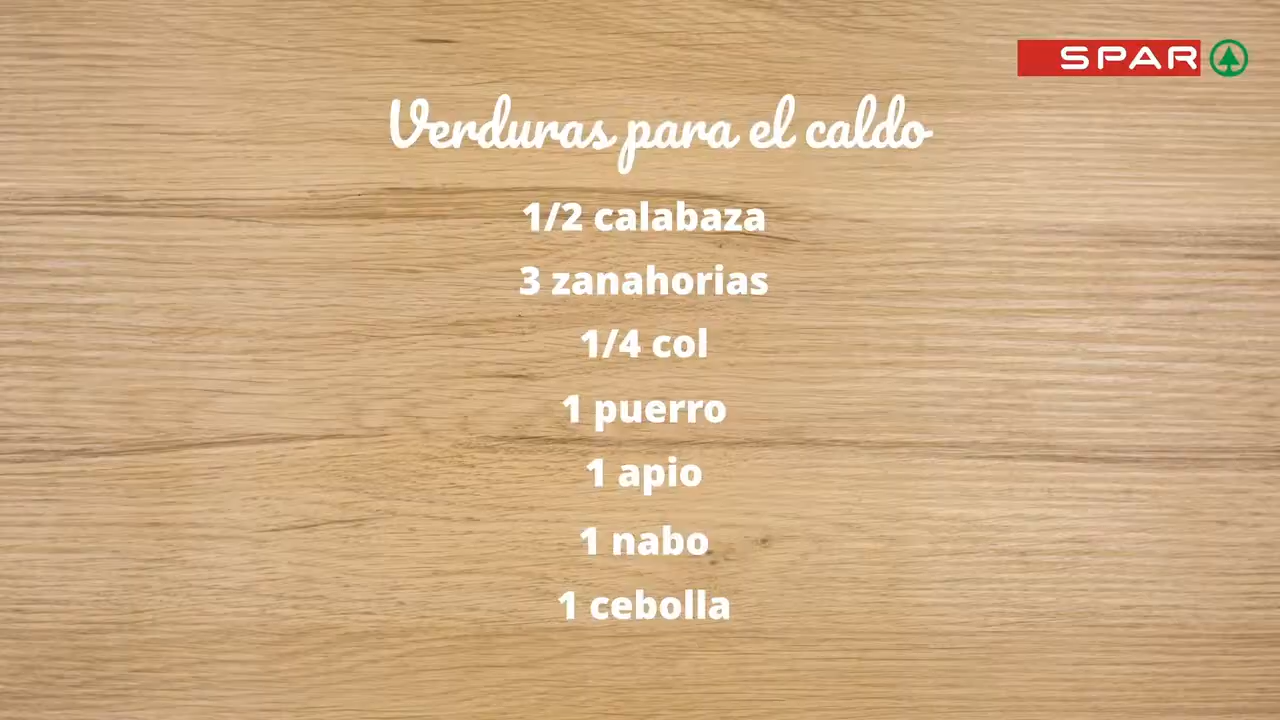 SPAR
Verduras para el caldo
1/2 calabaza
3 zanahorias
1/4 col
1 puerro
1 apio
1 nabo
1 cebolla